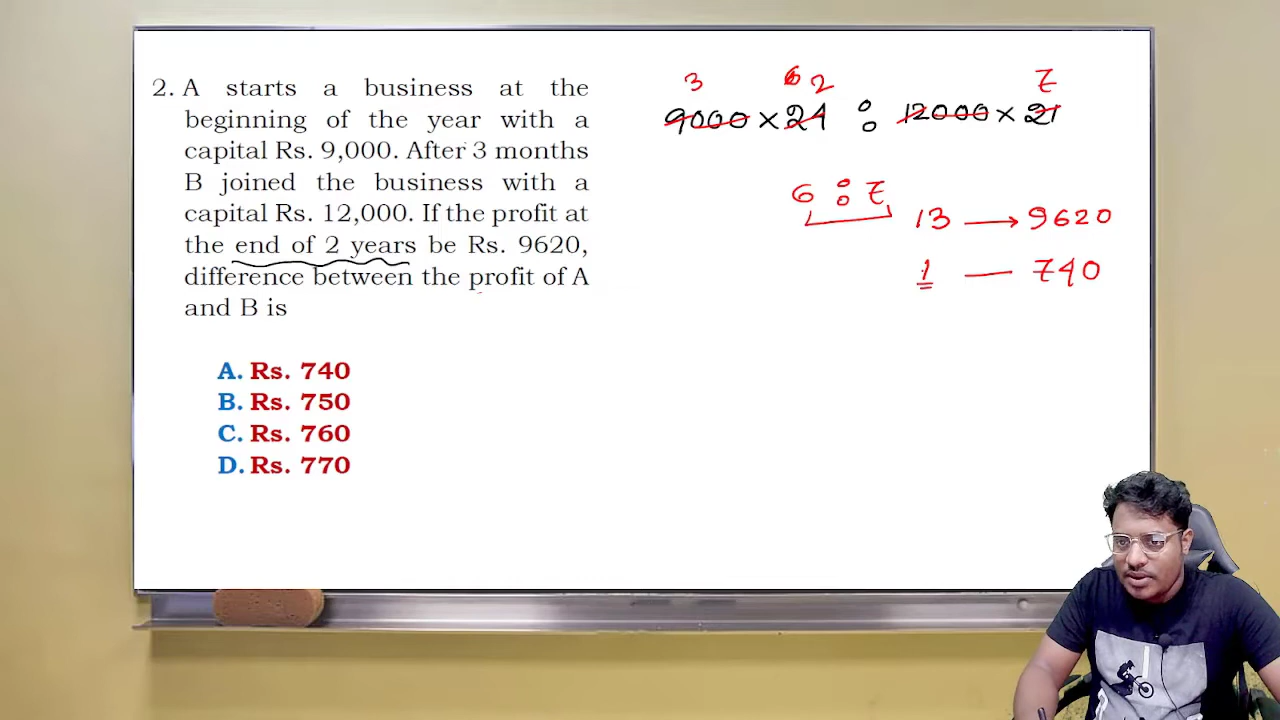 2. A starts a business at the
beginning of the year with a
capital Rs. 9,000. After 3 months
B joined the business with a
capital Rs. 12,000. If the profit at
the end of 2 years be Rs. 9620,
difference between the profit of A
and B is
A. Rs. 740
B. Rs. 750
C. Rs. 760
D. Rs. 770
3 6 2 7
9000 × 24 : 12000 × 21
6 : 7
13 → 9620
1 — 740